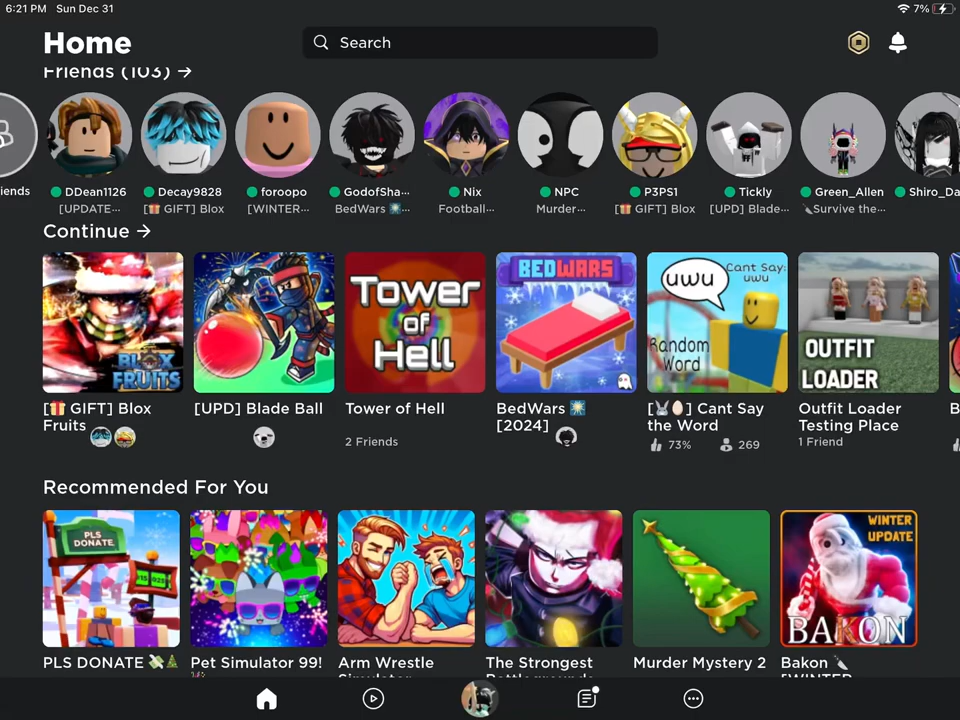 6:21 PM Sun Dec 31
7%
Home
Search
Friends (103) →
iends
DDean1126
Decay9828
foroopo
GodofSha...
Nix
NPC
P3PS1
Tickly
Green_Allen
Shiro_Da
[UPDATE...
[🎁 GIFT] Blox
[WINTER...
BedWars ❄️...
Football...
Murder...
[🎁 GIFT] Blox
[UPD] Blade...
🔪Survive the...
Continue →
BLOX
FRUITS
Tower
of
Hell
BEDWARS
uwu
Cant Say:
uwu
Random
Word
OUTFIT
LOADER
[🎁 GIFT] Blox
Fruits
[UPD] Blade Ball
Tower of Hell
2 Friends
BedWars ❄️
[2024]
[🐰🥚] Cant Say
the Word
73%
269
Outfit Loader
Testing Place
1 Friend
B
Recommended For You
PLS
DONATE
WINTER
UPDATE
BAKON
PLS DONATE 💸🎄
Pet Simulator 99!
Arm Wrestle
The Strongest
Murder Mystery 2
Bakon 🔪